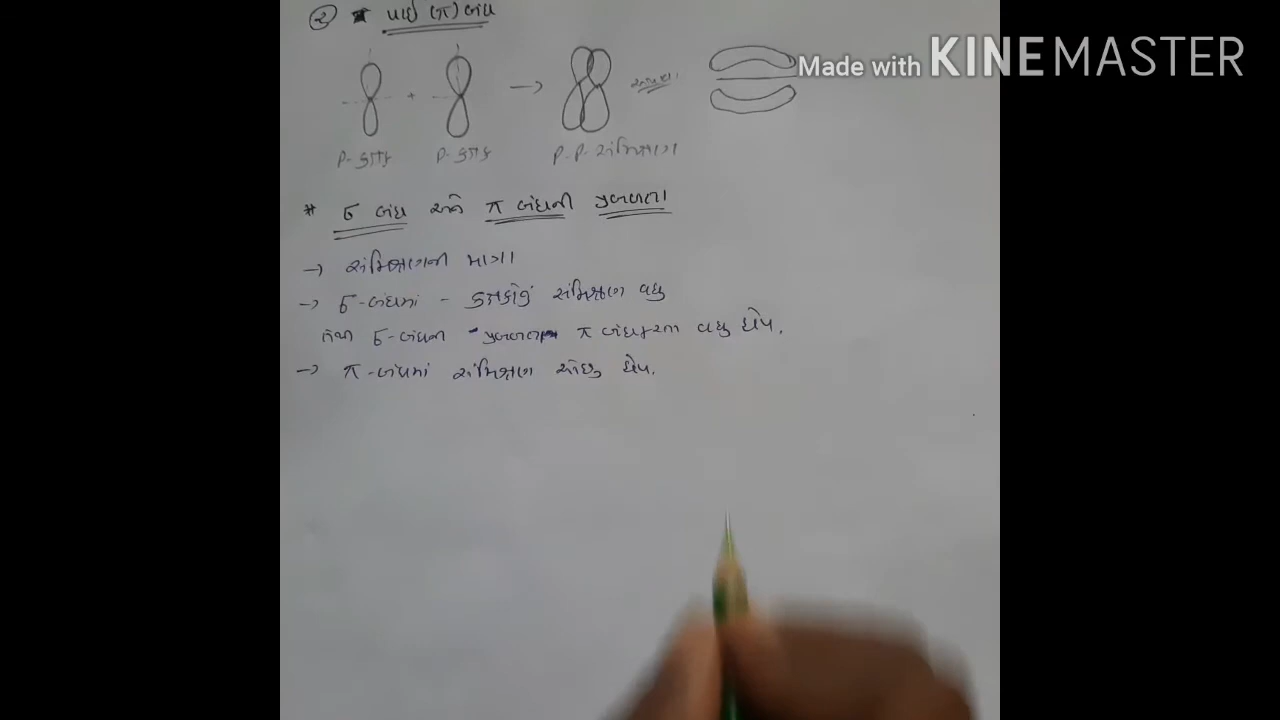 ૨ પાઇ (π) બંધ
Made with KINEMASTER
+ →
P- કક્ષક P- કક્ષક P-P- સંમિશ્રણ
* σ બંધ અને π બંધની પ્રબળતા
→ સંમિશ્રણની માત્રા
→ σ-બંધમાં - કક્ષકોનું સંમિશ્રણ વધુ
તેથી σ-બંધની પ્રબળતા π બંધ કરતા વધુ હોય.
→ π-બંધમાં સંમિશ્રણ ઓછુ હોય.